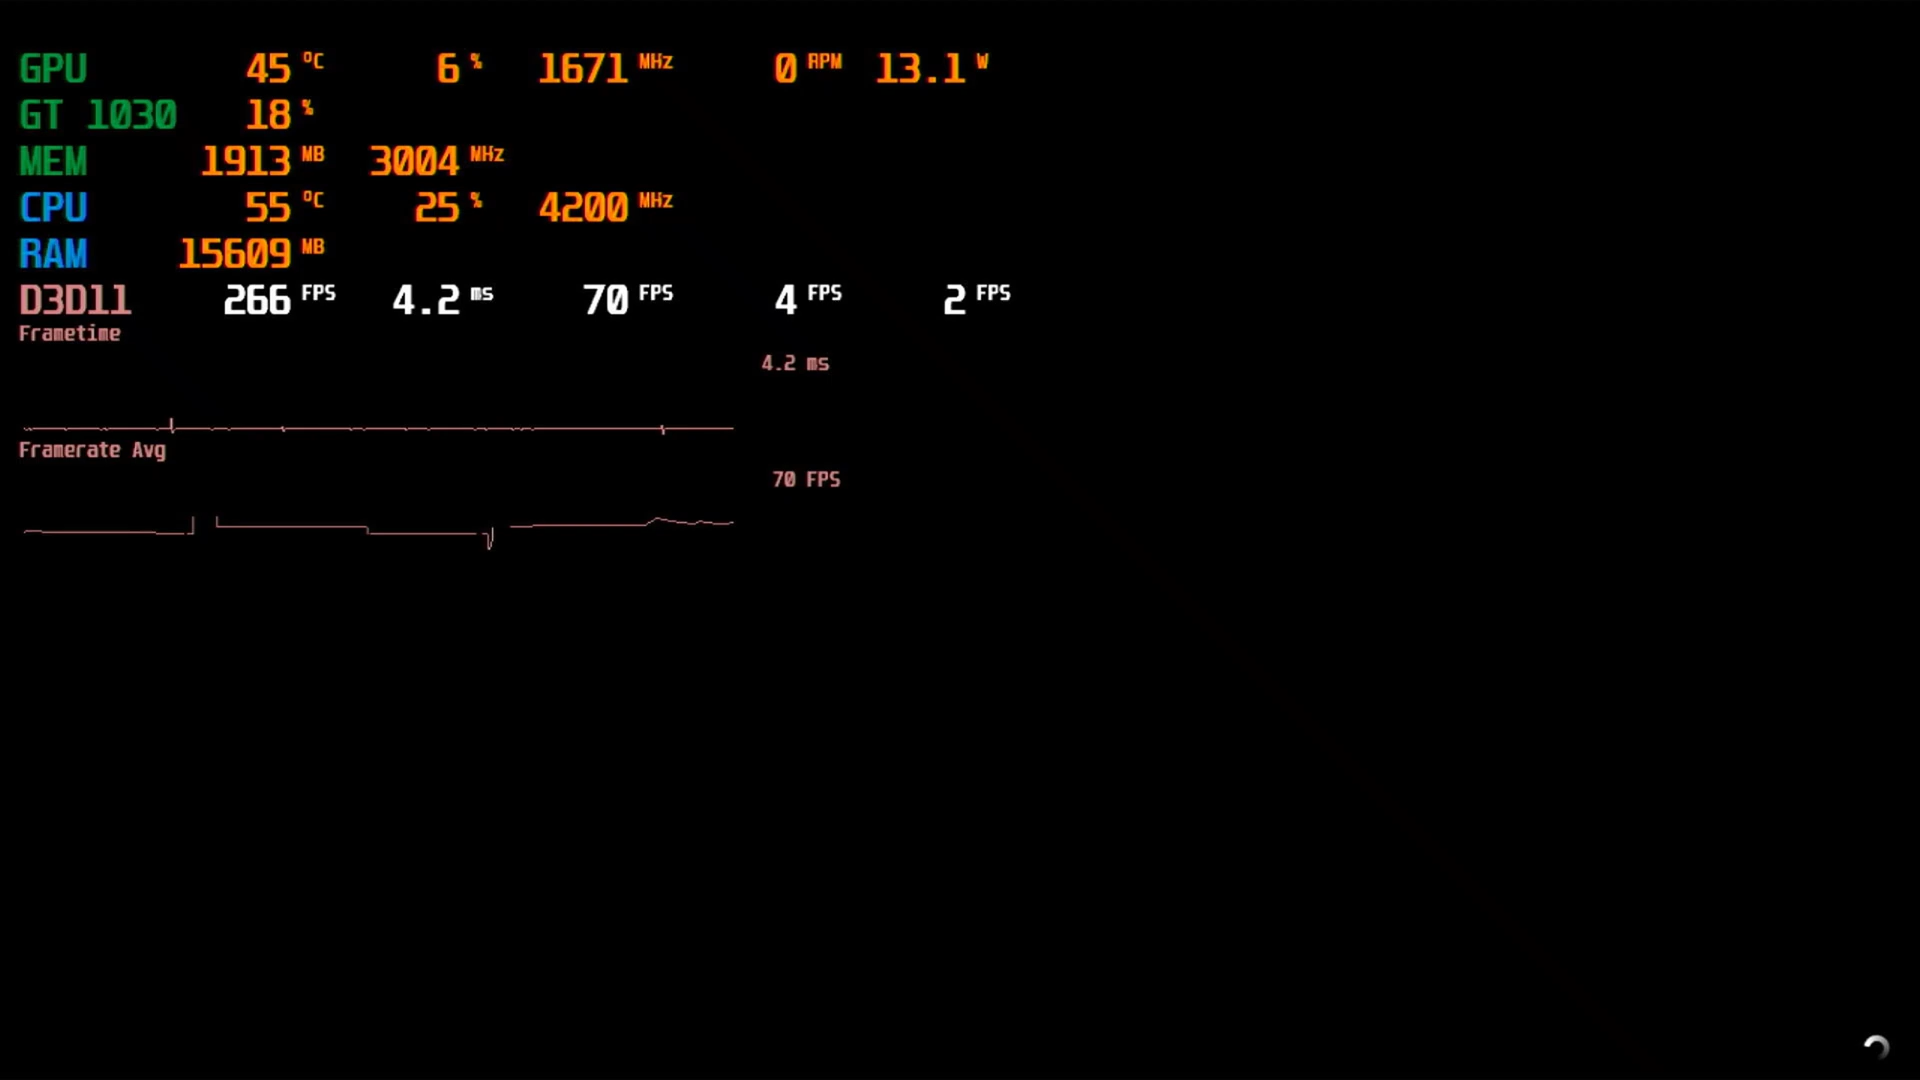 GPU 45 °C 6 % 1671 MHz 0 RPM 13.1 W
GT 1030 18 %
MEM 1913 MB 3004 MHz
CPU 55 °C 25 % 4200 MHz
RAM 15609 MB
D3D11 266 FPS 4.2 ms 70 FPS 4 FPS 2 FPS
Frametime
4.2 ms
Framerate Avg
70 FPS